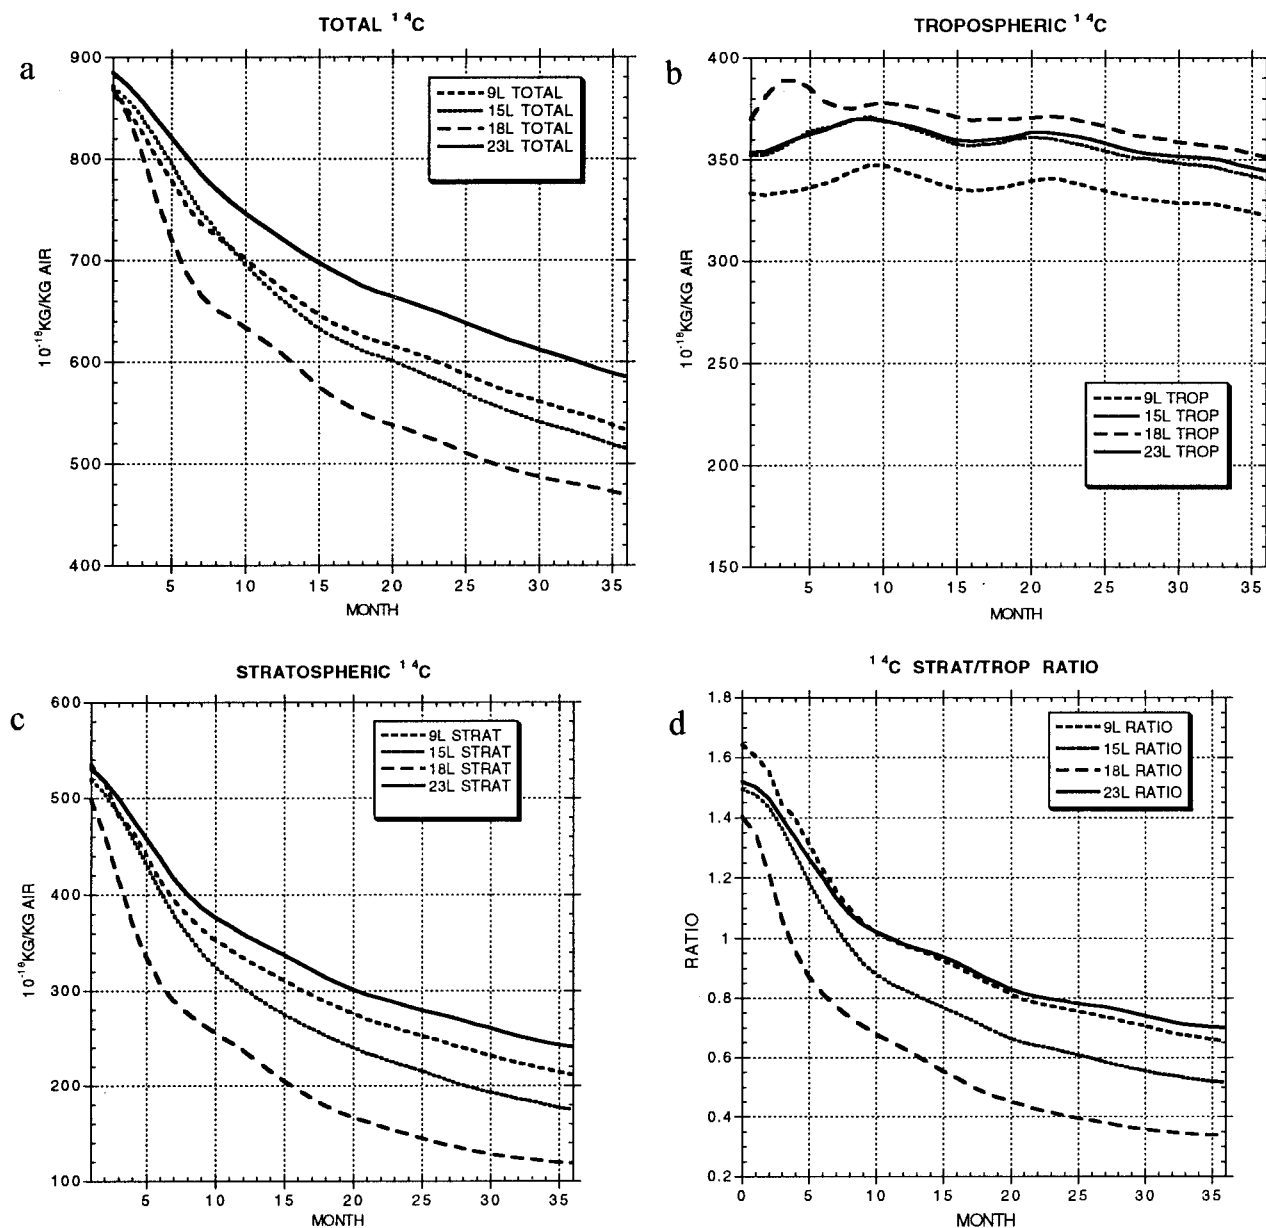 TOTAL ¹⁴C
a
900
800
700
600
500
400
10⁻¹⁸KG/KG AIR
9L TOTAL
15L TOTAL
18L TOTAL
23L TOTAL
5 10 15 20 25 30 35
MONTH
TROPOSPHERIC ¹⁴C
b
400
350
300
250
200
150
10⁻¹⁸KG/KG AIR
9L TROP
15L TROP
18L TROP
23L TROP
5 10 15 20 25 30 35
MONTH
STRATOSPHERIC ¹⁴C
c
600
500
400
300
200
100
10⁻¹⁸KG/KG AIR
9L STRAT
15L STRAT
18L STRAT
23L STRAT
5 10 15 20 25 30 35
MONTH
¹⁴C STRAT/TROP RATIO
d
1.8
1.6
1.4
1.2
1
0.8
0.6
0.4
0.2
RATIO
9L RATIO
15L RATIO
18L RATIO
23L RATIO
0 5 10 15 20 25 30 35
MONTH